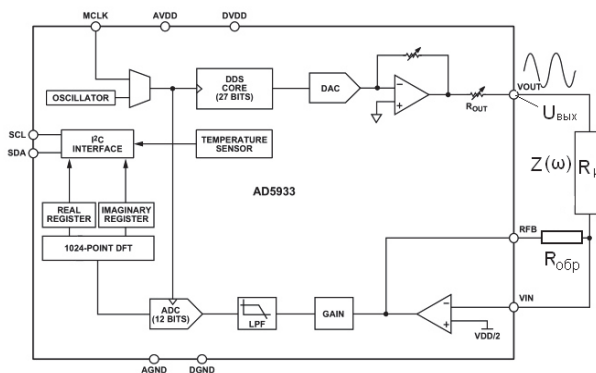 MCLK
AVDD
DVDD
OSCILLATOR
DDS
CORE
(27 BITS)
DAC
ROUT
VOUT
Uвых
SCL
SDA
I²C
INTERFACE
TEMPERATURE
SENSOR
Z(ω)
AD5933
REAL
REGISTER
IMAGINARY
REGISTER
RFB
1024-POINT DFT
Rобр
ADC
(12 BITS)
LPF
GAIN
VIN
VDD/2
AGND
DGND